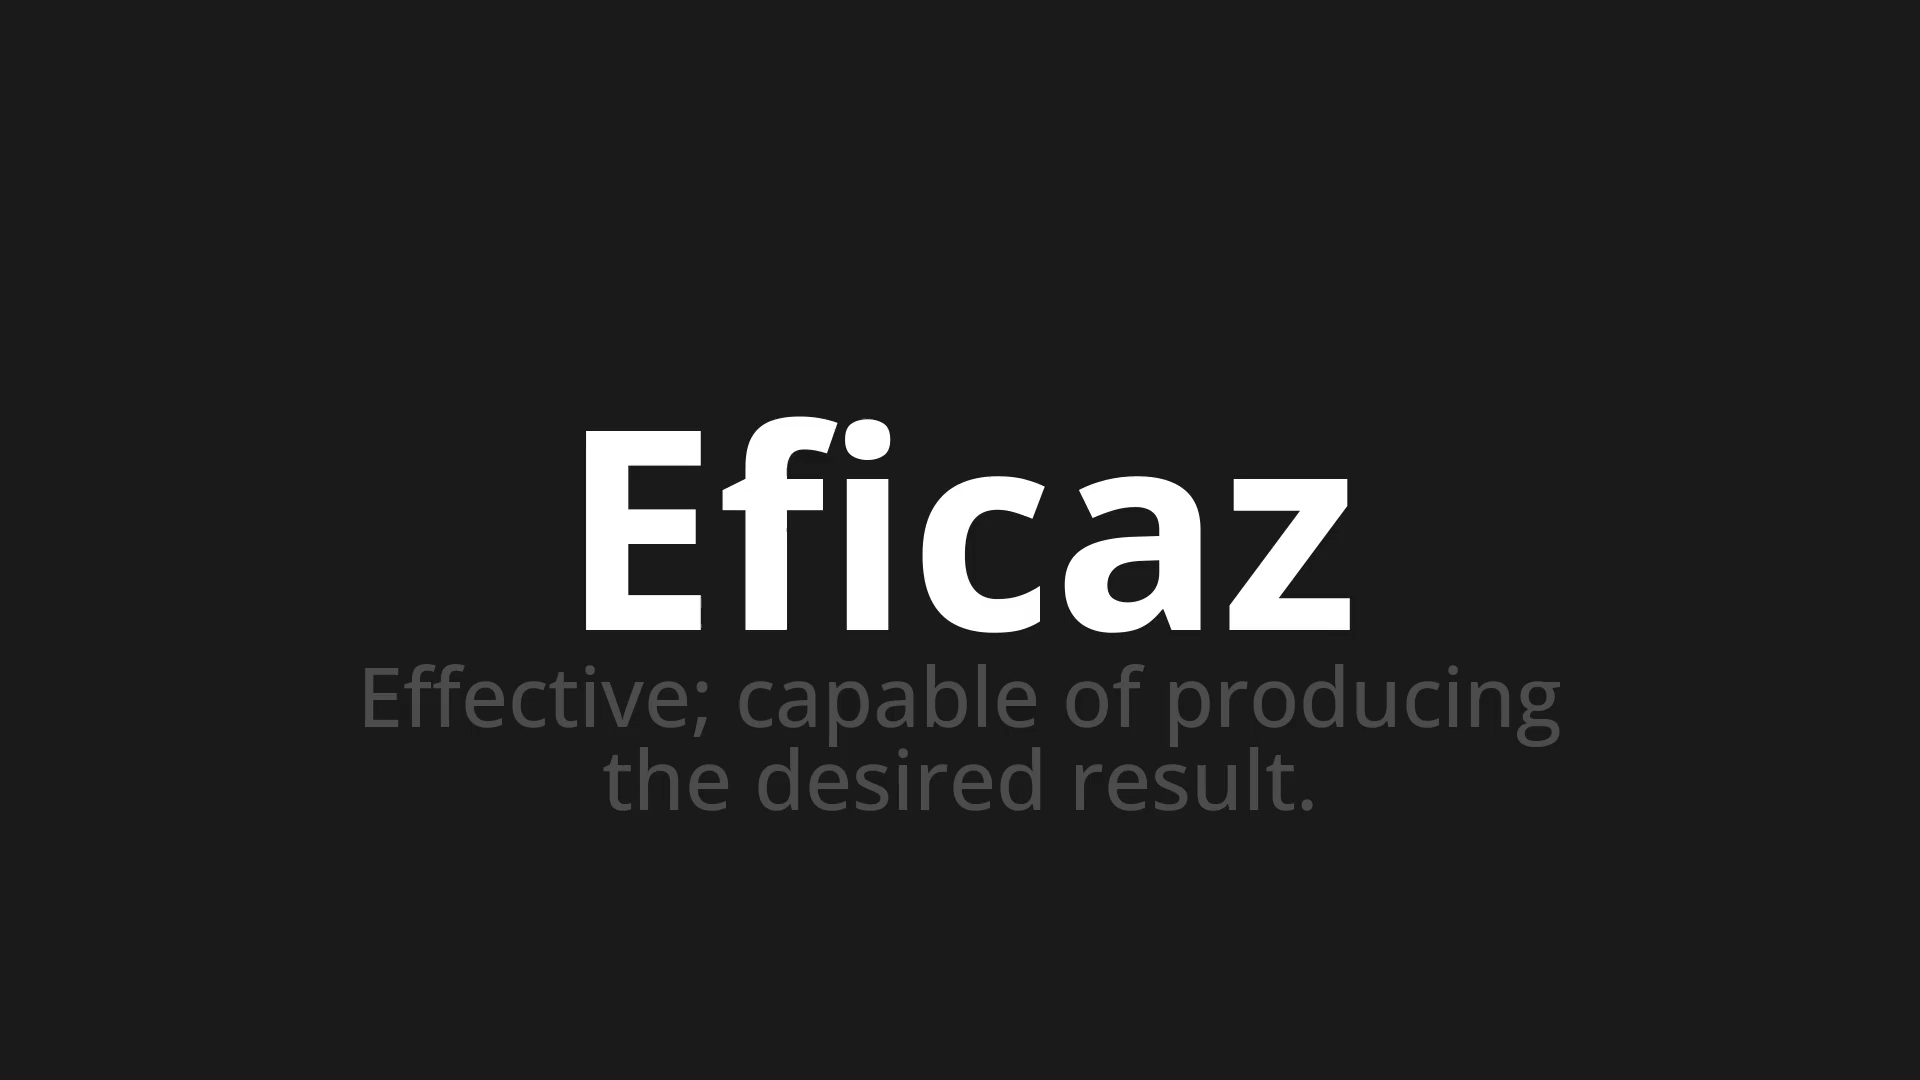 Eficaz
Effective; capable of producing
the desired result.